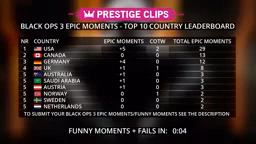 PRESTIGE CLIPS
BLACK OPS 3 EPIC MOMENTS - TOP 10 COUNTRY LEADERBOARD
NR COUNTRY EPIC MOMENTS COTW TOTAL EPIC MOMENTS
1 USA +5 0 29
2 CANADA 0 0 13
3 GERMANY +4 0 12
4 UK +1 1 8
5 AUSTRALIA +1 0 3
5 SAUDI ARABIA +1 0 3
5 AUSTRIA +1 0 3
5 NORWAY 0 1 2
5 SWEDEN 0 0 2
5 NETHERLANDS 0 0 2
TO SUBMIT YOUR BLACK OPS 3 EPIC MOMENTS/FUNNY MOMENTS SEE THE DESCRIPTION
FUNNY MOMENTS + FAILS IN: 0:04